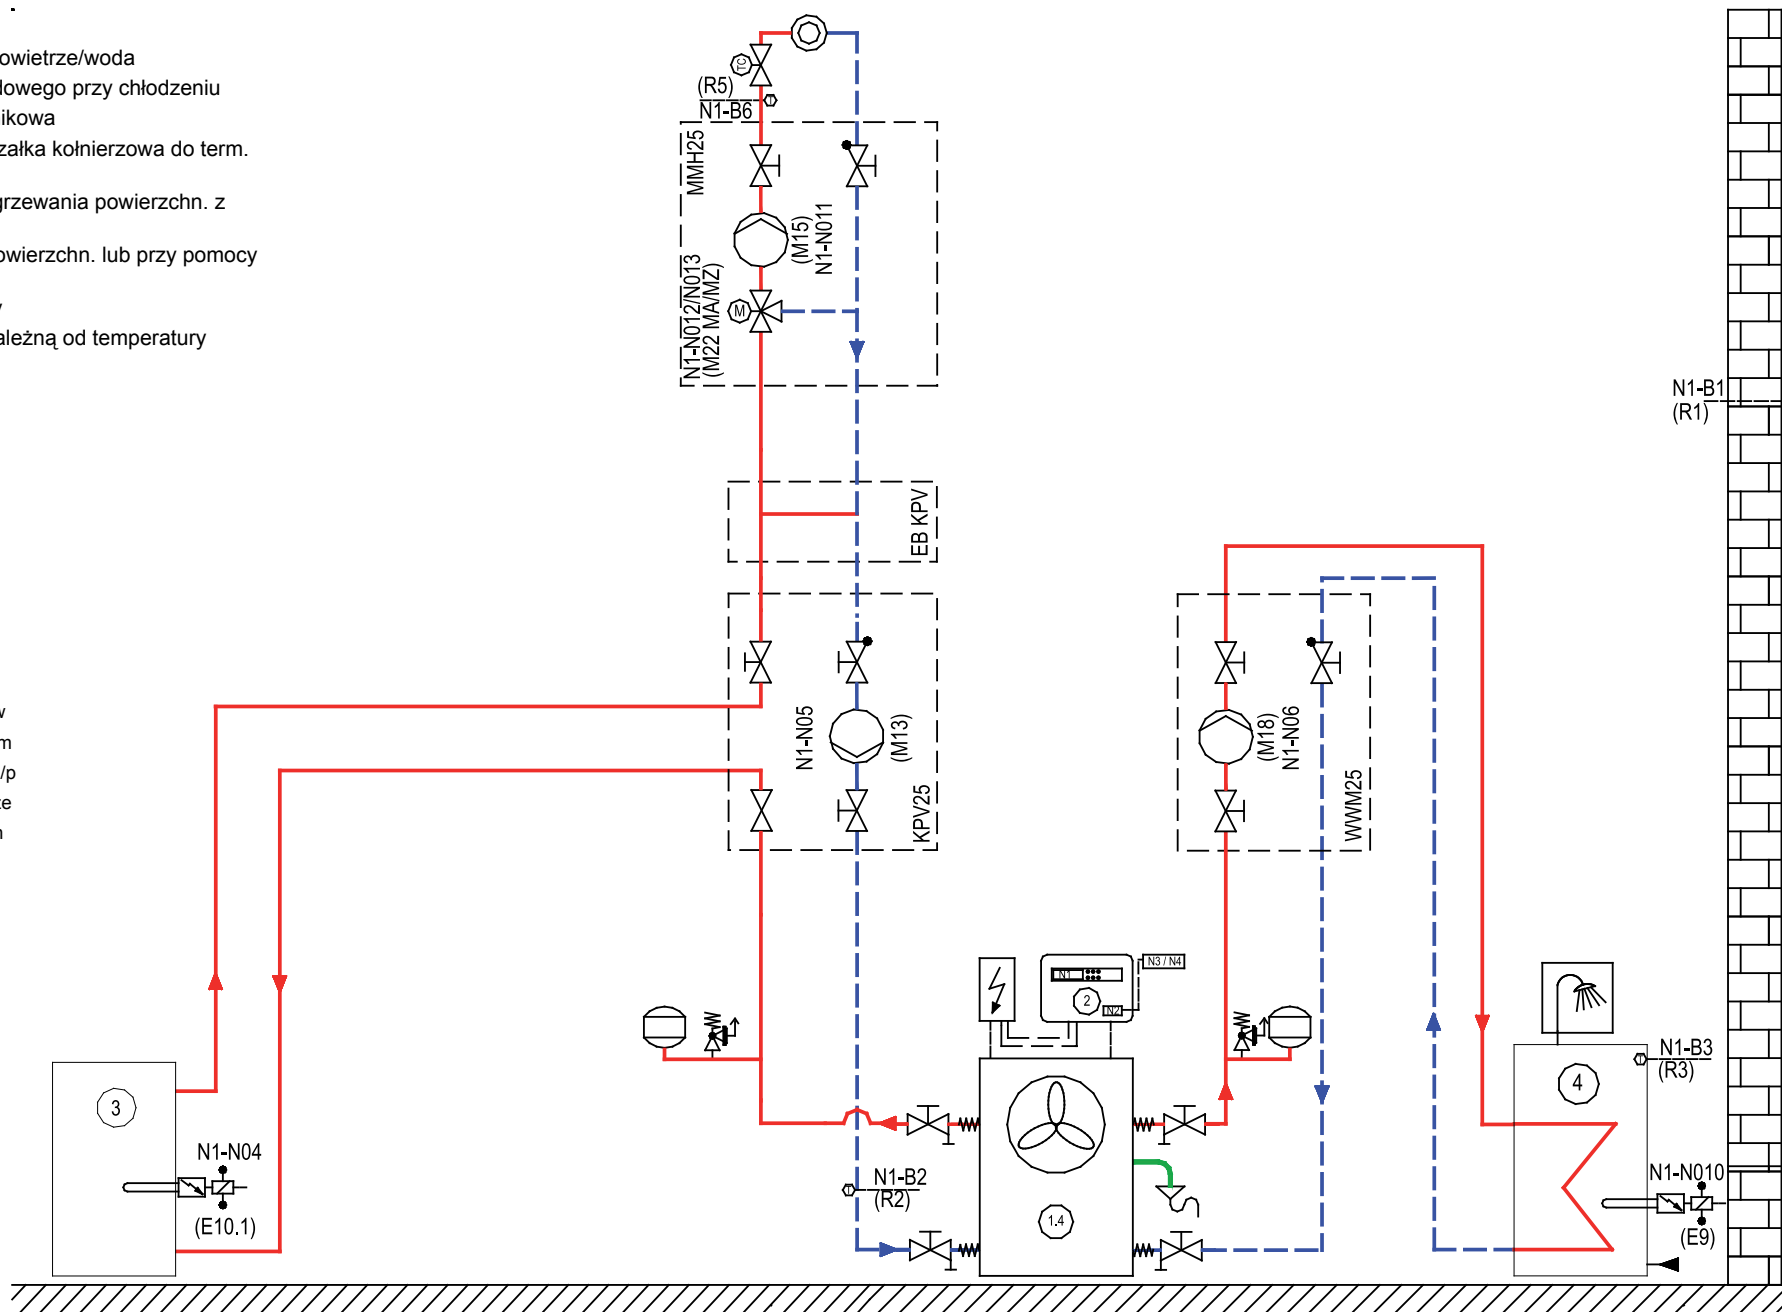 owietrze/woda
dowego przy chłodzeniu
ikowa
załka kołnierzowa do term.
grzewania powierzchn. z
owierzchn. lub przy pomocy
ależną od temperatury
w
m
/p
te
n
TC
(R5)
N1-B6
MMH25
(M15)
N1-N011
N1-N012/N013
(M22 MA/MZ)
M
N1-B1
(R1)
EB KPV
N1-N05
(M13)
KPV25
(M18)
N1-N06
WWM25
N1
N3 / N4
2
N2
3
N1-N04
(E10.1)
N1-B2
(R2)
1.4
4
N1-B3
(R3)
N1-N010
(E9)